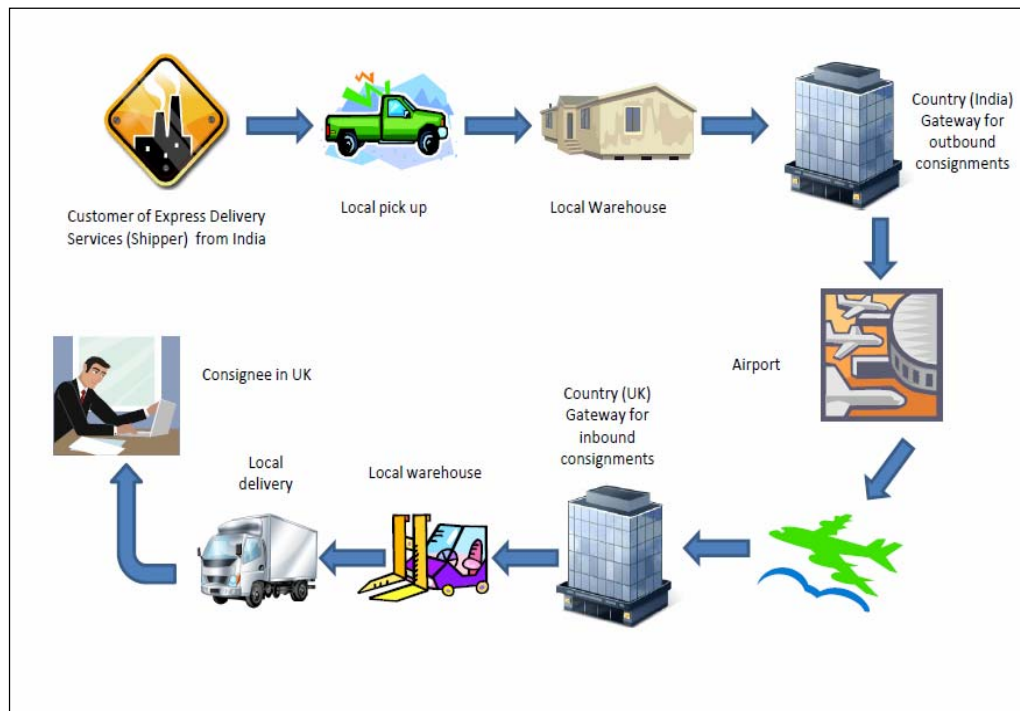 Customer of Express Delivery
Services (Shipper) from India
Local pick up
Local Warehouse
Country (India)
Gateway for
outbound
consignments
Airport
Country (UK)
Gateway for
inbound
consignments
Local warehouse
Local
delivery
Consignee in UK